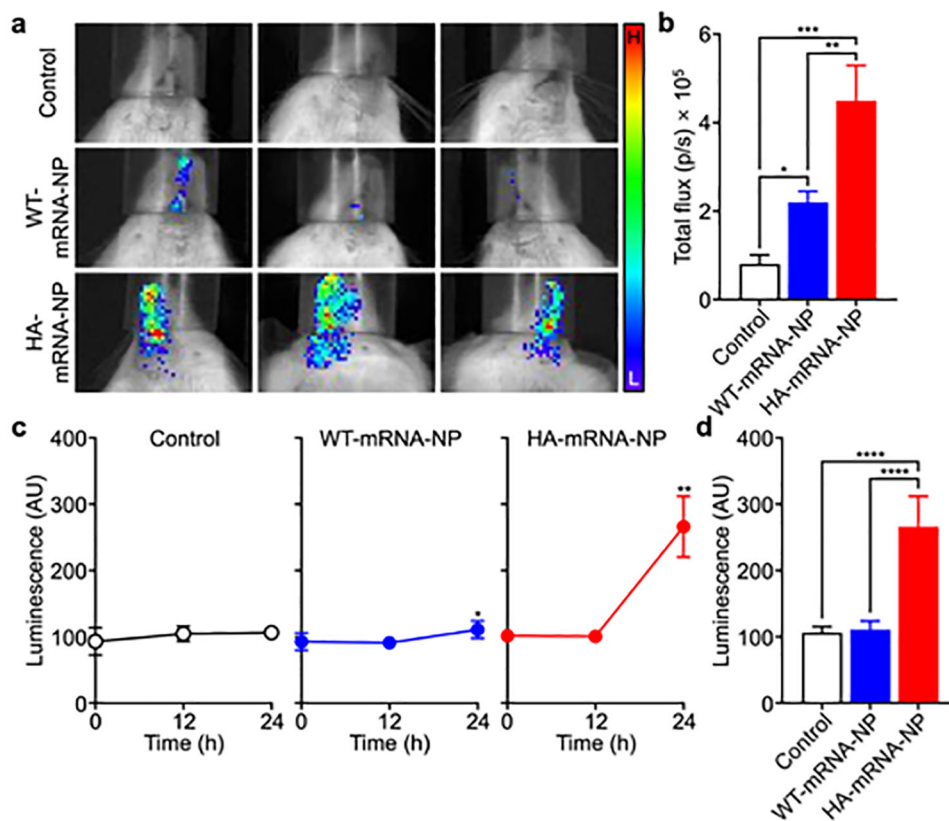 a
Control
WT-
mRNA-NP
HA-
mRNA-NP
H
L
b
Total flux (p/s) × 10⁵
6
4
2
0
***
**
*
Control
WT-mRNA-NP
HA-mRNA-NP
c
Luminescence (AU)
400
300
200
100
0
Control
0 12 24
Time (h)
WT-mRNA-NP
*
0 12 24
Time (h)
HA-mRNA-NP
**
0 12 24
Time (h)
d
Luminescence (AU)
400
300
200
100
0
****
****
Control
WT-mRNA-NP
HA-mRNA-NP